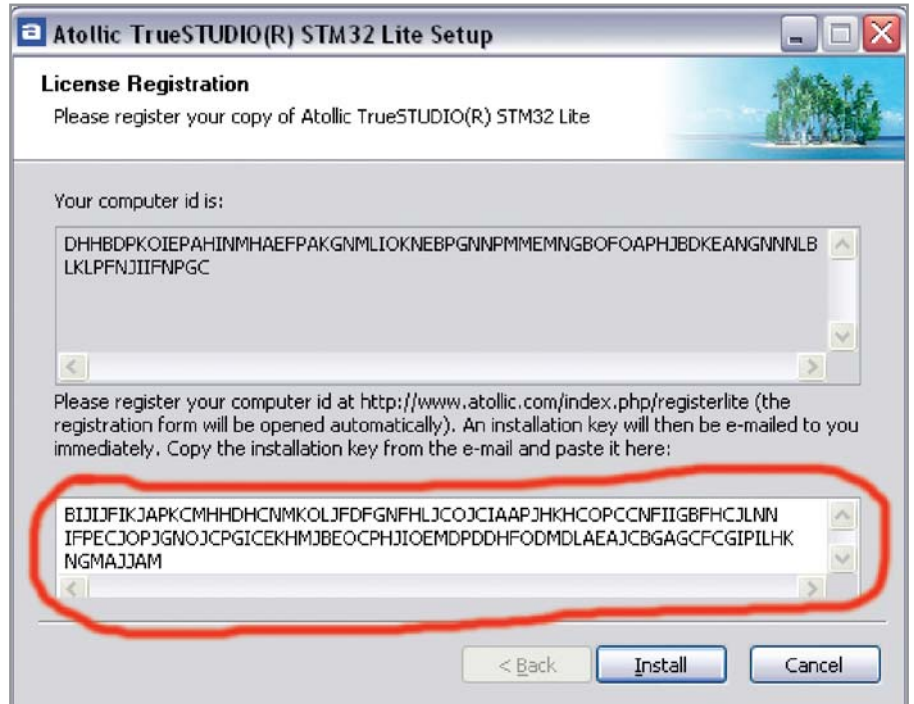 Atollic TrueSTUDIO(R) STM32 Lite Setup
License Registration
Please register your copy of Atollic TrueSTUDIO(R) STM32 Lite
Your computer id is:
DHHBDPKOIEPAHINMHAEFPAKGNMLIOKNEBPGNNPMMEMNGBOFOAPHJBDKEANGNNNLB
LKLPFNJIIFNPGC
Please register your computer id at http://www.atollic.com/index.php/registerlite (the
registration form will be opened automatically). An installation key will then be e-mailed to you
immediately. Copy the installation key from the e-mail and paste it here:
BIJIJFIKJAPKCMHHDHCNMKOLJFDFGNFHLJCOJCIAAPJHKHCOPCCNFIIGBFHCJLNN
IFPECJOPJGNOJCPGICEKHMJBEOCPHJIOEMDPDDHFODMDLAEAJCBGAGCFCGIPILHK
NGMAJJAM
< Back
Install
Cancel